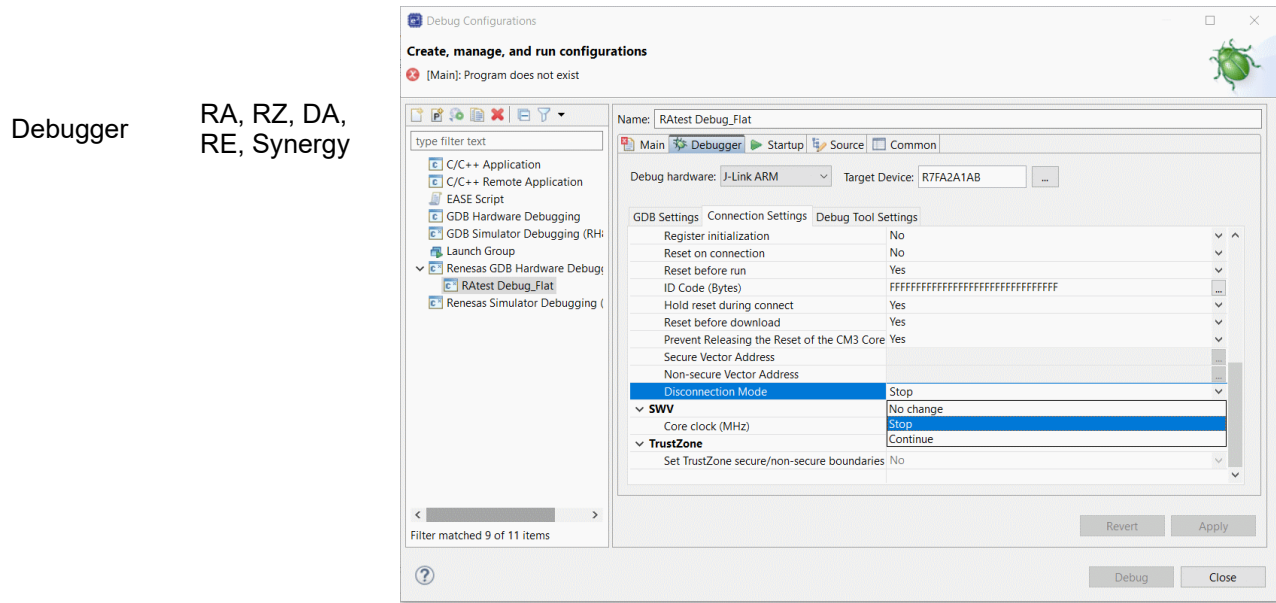 Debugger
RA, RZ, DA,
RE, Synergy
Debug Configurations
Create, manage, and run configurations
[Main]: Program does not exist
type filter text
C/C++ Application
C/C++ Remote Application
EASE Script
GDB Hardware Debugging
GDB Simulator Debugging (RH
Launch Group
Renesas GDB Hardware Debugg
RAtest Debug_Flat
Renesas Simulator Debugging (
Filter matched 9 of 11 items
Name: RAtest Debug_Flat
Main Debugger Startup Source Common
Debug hardware: J-Link ARM Target Device: R7FA2A1AB ...
GDB Settings Connection Settings Debug Tool Settings
Register initialization No
Reset on connection No
Reset before run Yes
ID Code (Bytes) FFFFFFFFFFFFFFFFFFFFFFFFFFFFFFFF ...
Hold reset during connect Yes
Reset before download Yes
Prevent Releasing the Reset of the CM3 Core Yes
Secure Vector Address ...
Non-secure Vector Address ...
Disconnection Mode Stop
SWV No change
Stop
Core clock (MHz)
Continue
TrustZone
Set TrustZone secure/non-secure boundaries No
Revert Apply
? Debug Close